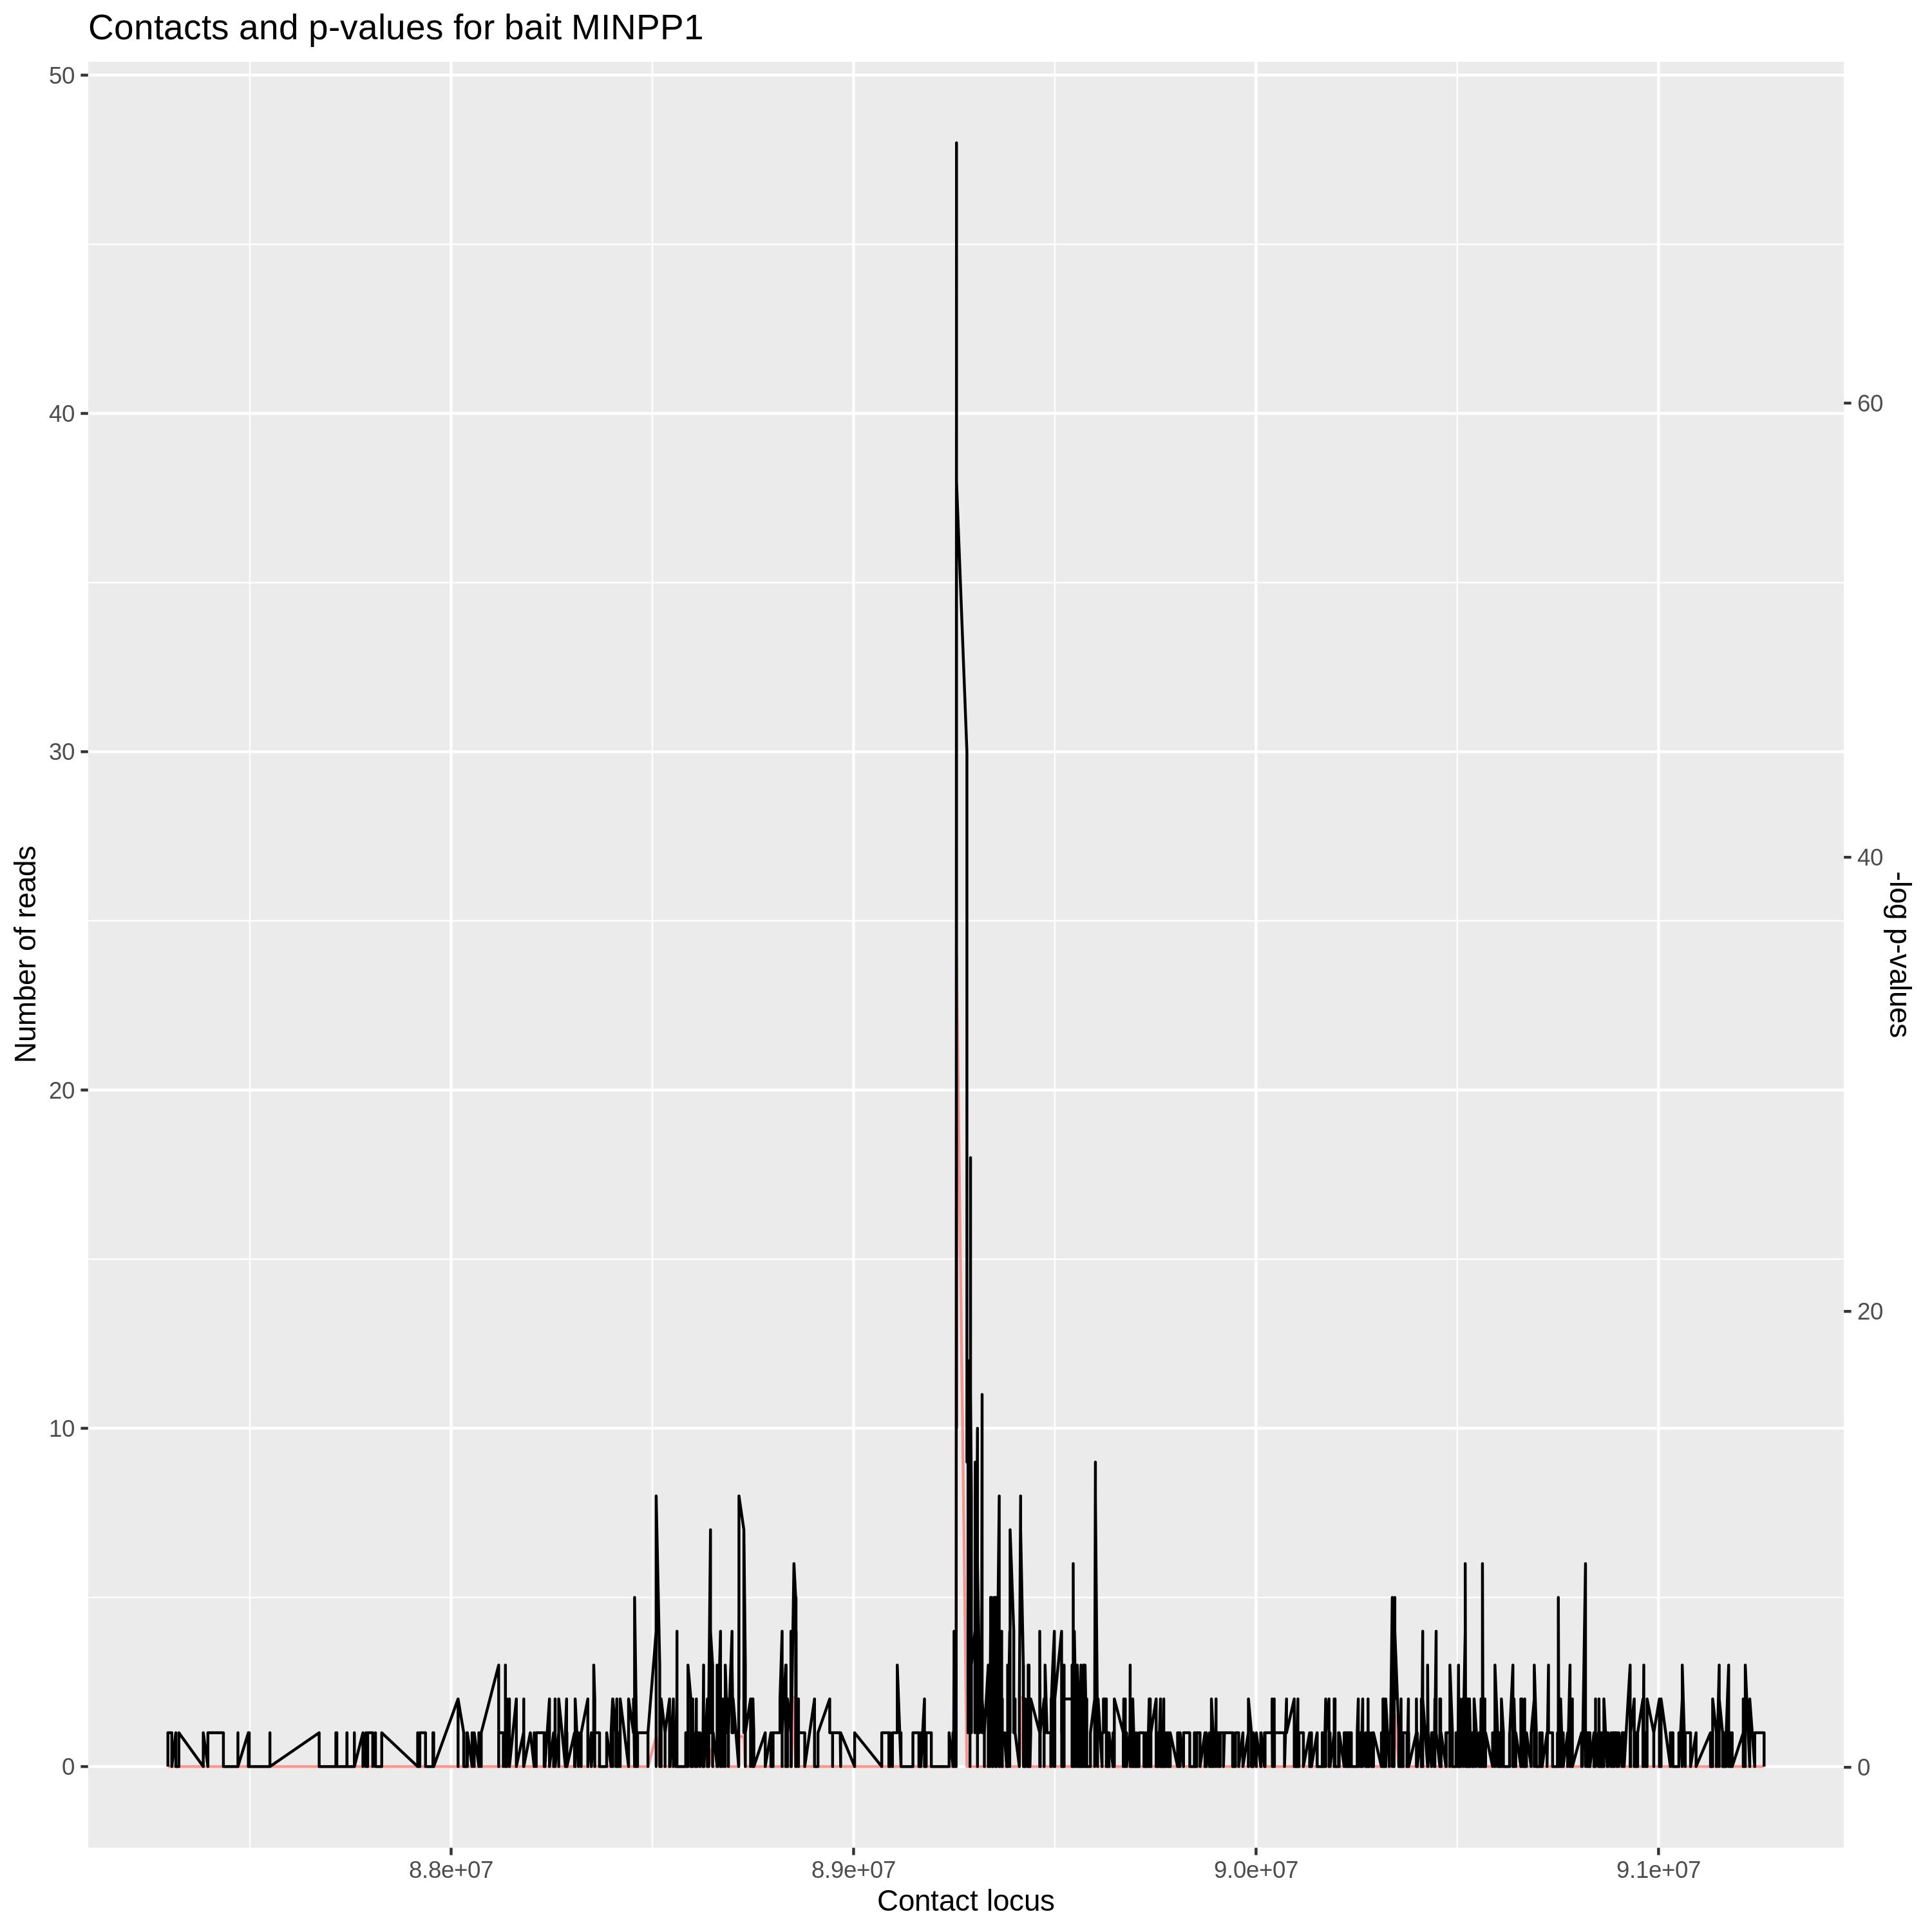 Contacts and p-values for bait MINPP1
50
40
30
20
10
0
Number of reads
60
40
20
0
-log p-values
8.8e+07
8.9e+07
9.0e+07
9.1e+07
Contact locus